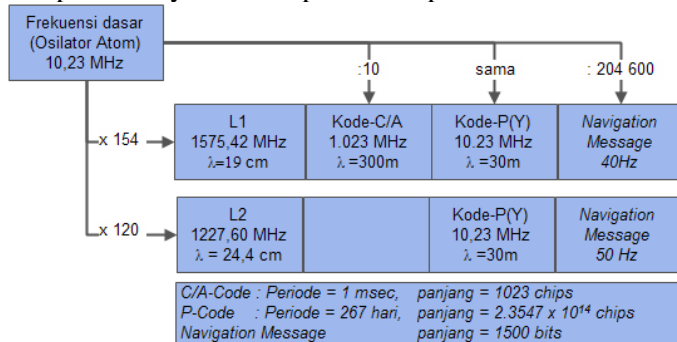 Frekuensi dasar
(Osilator Atom)
10,23 MHz
:10
sama
: 204 600
x 154
L1
1575,42 MHz
λ=19 cm
Kode-C/A
1.023 MHz
λ =300m
Kode-P(Y)
10.23 MHz
λ =30m
Navigation
Message
40Hz
x 120
L2
1227,60 MHz
λ = 24,4 cm
Kode-P(Y)
10,23 MHz
λ =30m
Navigation
Message
50 Hz
C/A-Code : Periode = 1 msec, panjang = 1023 chips
P-Code : Periode = 267 hari, panjang = 2.3547 x 10¹⁴ chips
Navigation Message panjang = 1500 bits